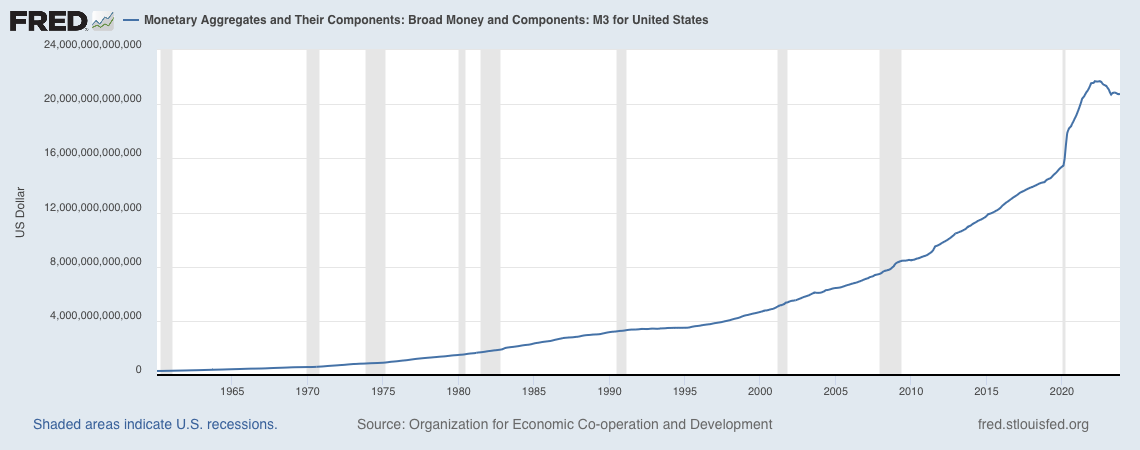 FRED
Monetary Aggregates and Their Components: Broad Money and Components: M3 for United States
24,000,000,000,000
20,000,000,000,000
16,000,000,000,000
12,000,000,000,000
8,000,000,000,000
4,000,000,000,000
0
US Dollar
1965 1970 1975 1980 1985 1990 1995 2000 2005 2010 2015 2020
Shaded areas indicate U.S. recessions. Source: Organization for Economic Co-operation and Development fred.stlouisfed.org